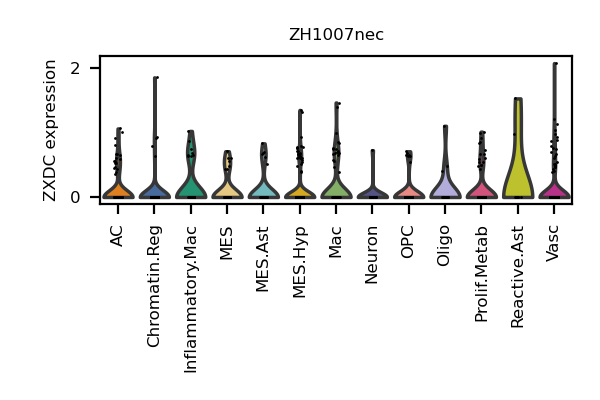 ZH1007nec
ZXDC expression
2
0
AC
Chromatin.Reg
Inflammatory.Mac
MES
MES.Ast
MES.Hyp
Mac
Neuron
OPC
Oligo
Prolif.Metab
Reactive.Ast
Vasc